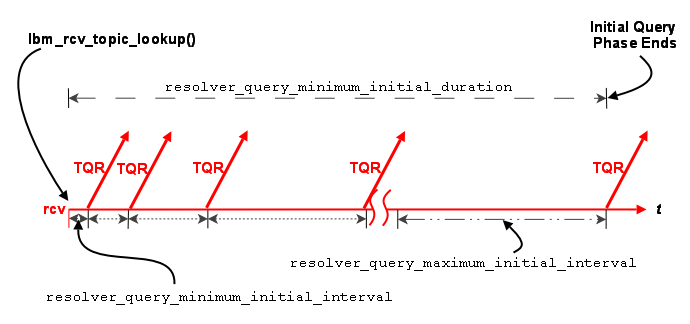 lbm_rcv_topic_lookup()
Initial Query
Phase Ends
resolver_query_minimum_initial_duration
TQR TQR TQR TQR TQR
rcv t
resolver_query_maximum_initial_interval
resolver_query_minimum_initial_interval